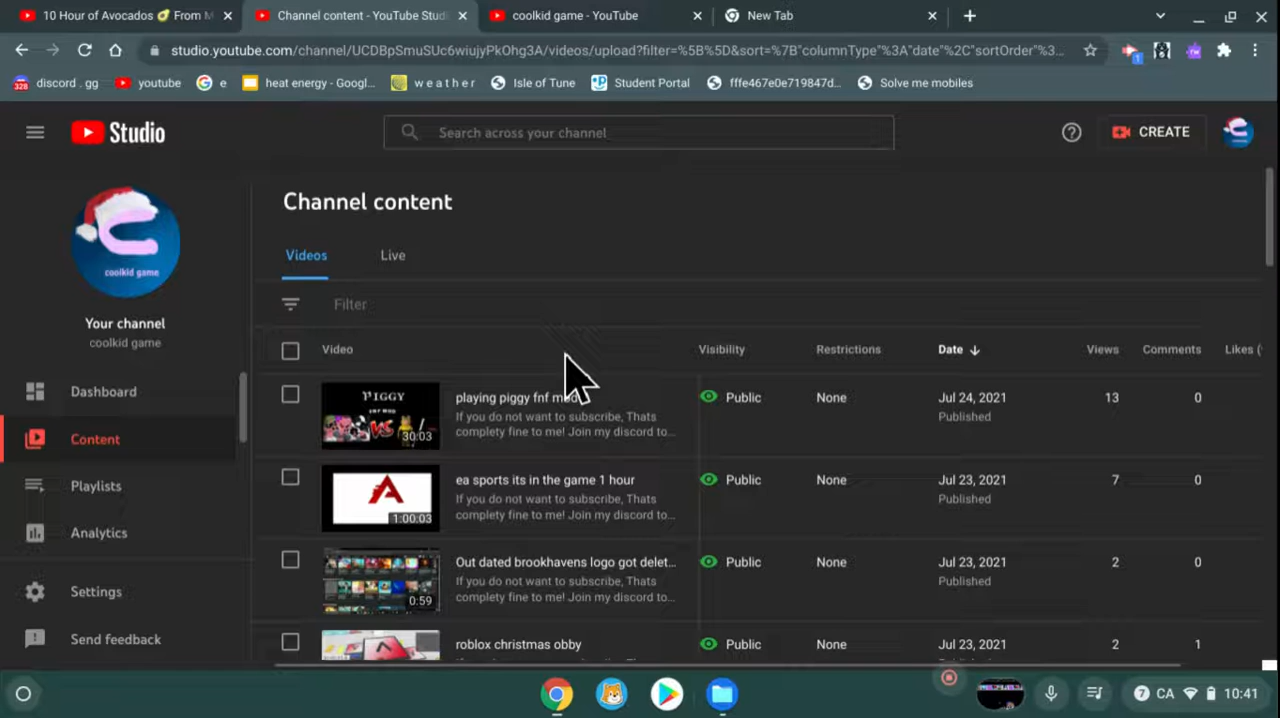 10 Hour of Avocados 🥑 From M
Channel content - YouTube Studi
coolkid game - YouTube
New Tab
studio.youtube.com/channel/UCDBpSmuSUc6wiujyPkOhg3A/videos/upload?filter=%5B%5D&sort=%7B"columnType"%3A"date"%2C"sortOrder"%3...
1
328
discord . gg
youtube
e
heat energy - Googl...
w e a t h e r
Isle of Tune
Student Portal
fffe467e0e719847d...
Solve me mobiles
Studio
Search across your channel
CREATE
coolkid game
Your channel
coolkid game
Dashboard
Content
Playlists
Analytics
Settings
Send feedback
Channel content
Videos
Live
Filter
Video
Visibility
Restrictions
Date
Views
Comments
Likes (
PIGGY
FNF MOD
VS
30:03
playing piggy fnf mod
If you do not want to subscribe, Thats
complety fine to me! Join my discord to...
Public
None
Jul 24, 2021
Published
13
0
1:00:03
ea sports its in the game 1 hour
If you do not want to subscribe, Thats
complety fine to me! Join my discord to...
Public
None
Jul 23, 2021
Published
7
0
0:59
Out dated brookhavens logo got delet...
If you do not want to subscribe, Thats
complety fine to me! Join my discord to...
Public
None
Jul 23, 2021
Published
2
0
roblox christmas obby
Public
None
Jul 23, 2021
2
1
7
CA
10:41